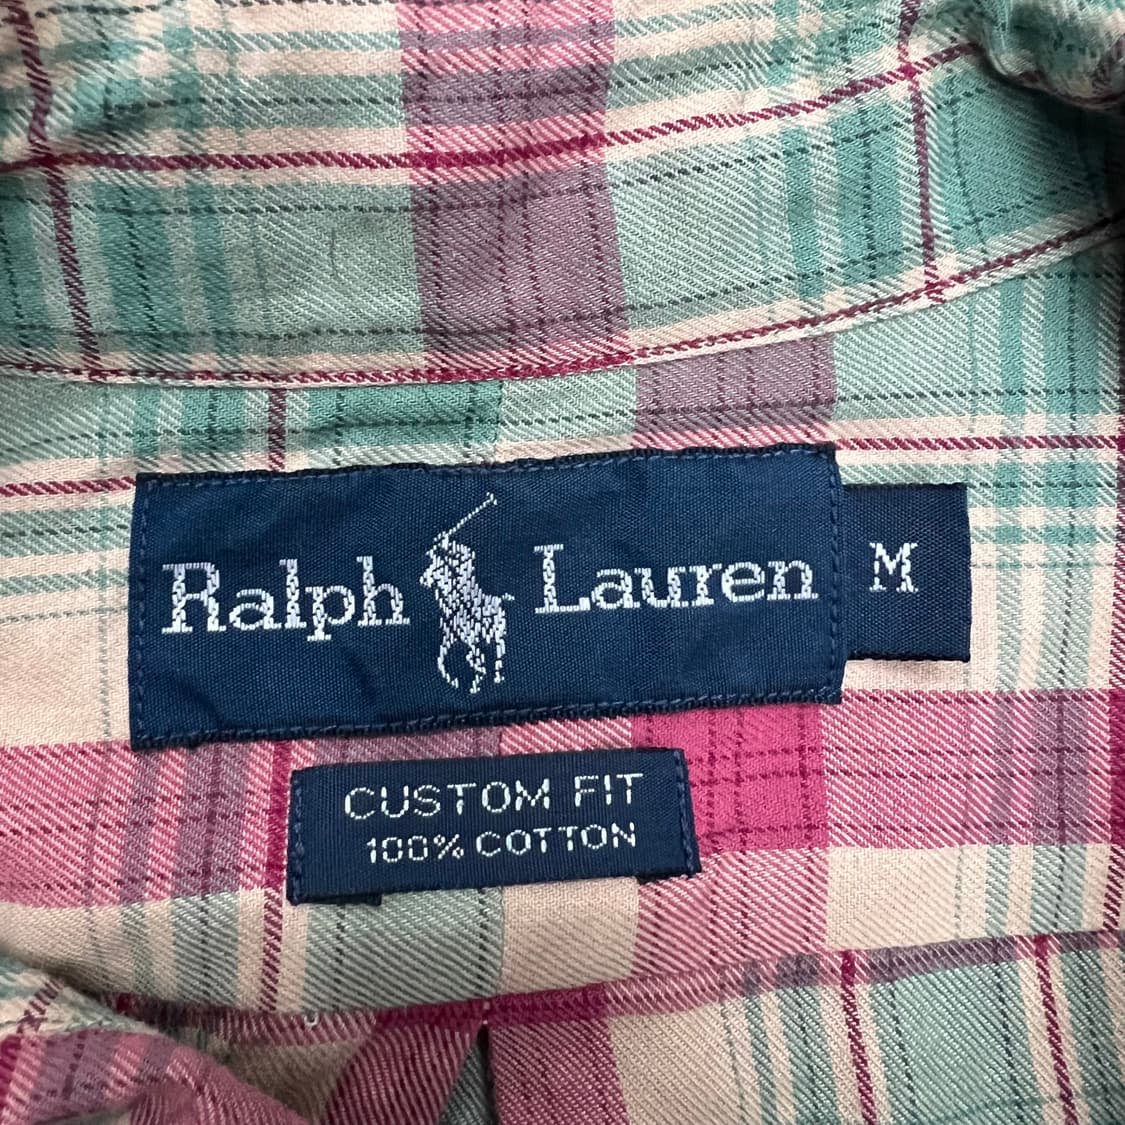 Ralph Lauren M
CUSTOM FIT
100% COTTON